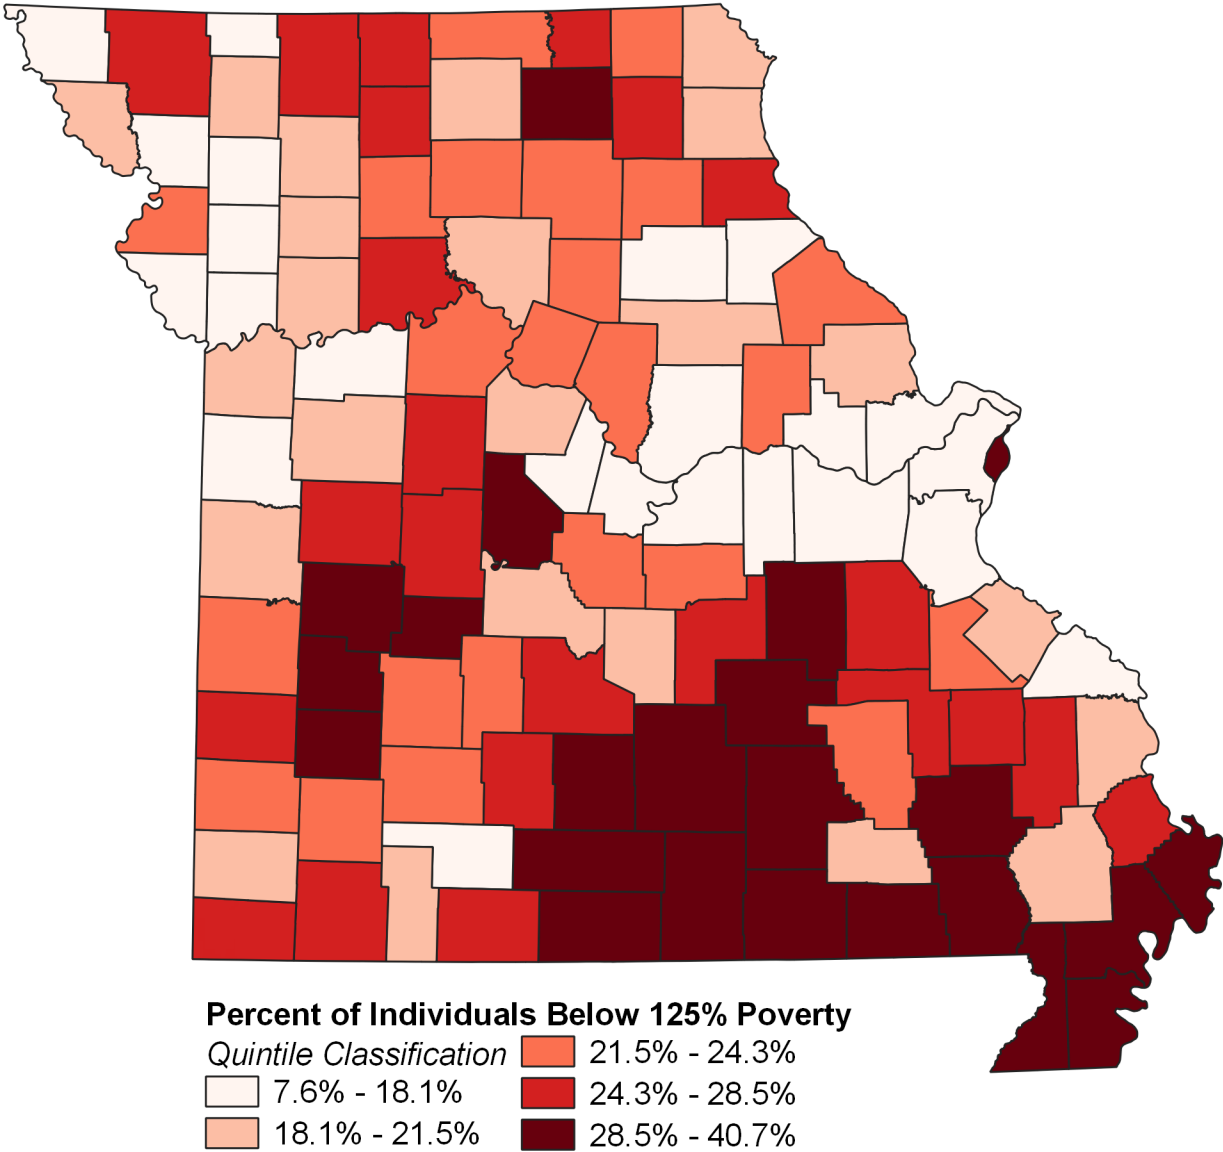 Percent of Individuals Below 125% Poverty
Quintile Classification
7.6% - 18.1%
18.1% - 21.5%
21.5% - 24.3%
24.3% - 28.5%
28.5% - 40.7%